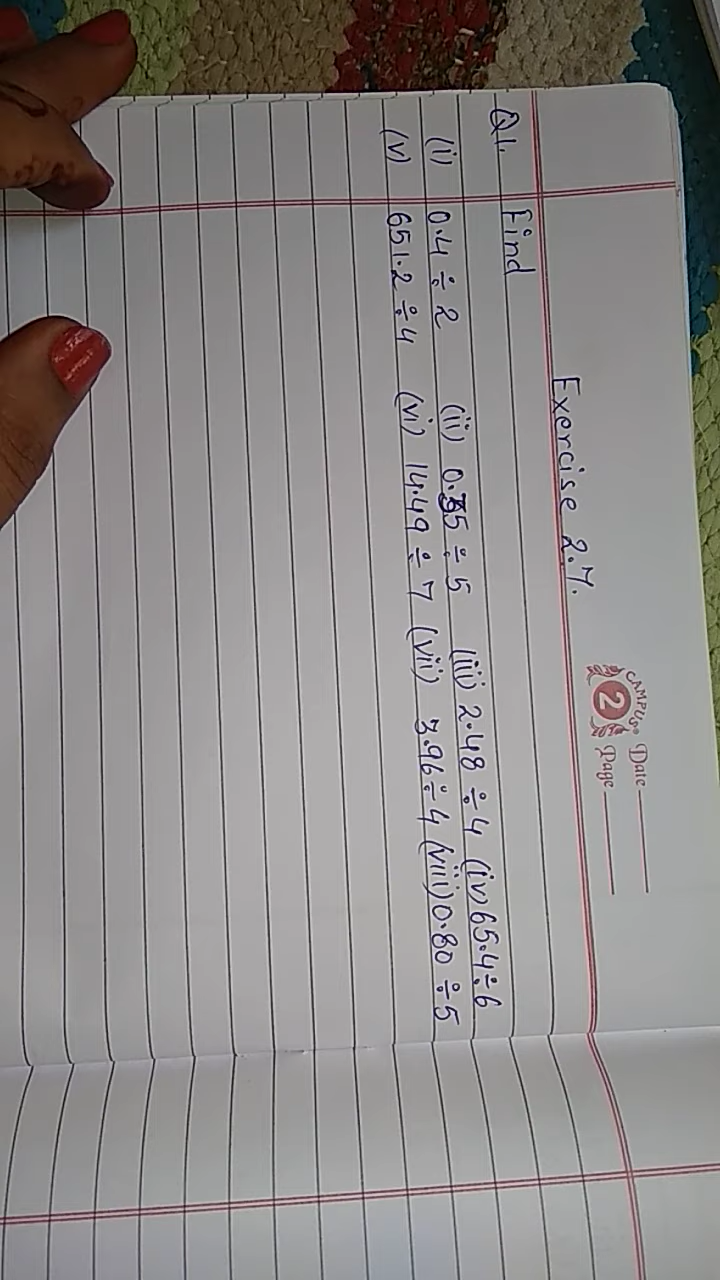 CAMPUS Date
2 Page
Exercise 2.7.
Q1. Find
(i) 0.4 ÷ 2 (ii) 0.35 ÷ 5 (iii) 2.48 ÷ 4 (iv) 65.4 ÷ 6
(v) 651.2 ÷ 4 (vi) 14.49 ÷ 7 (vii) 3.96 ÷ 4 (viii) 0.80 ÷ 5